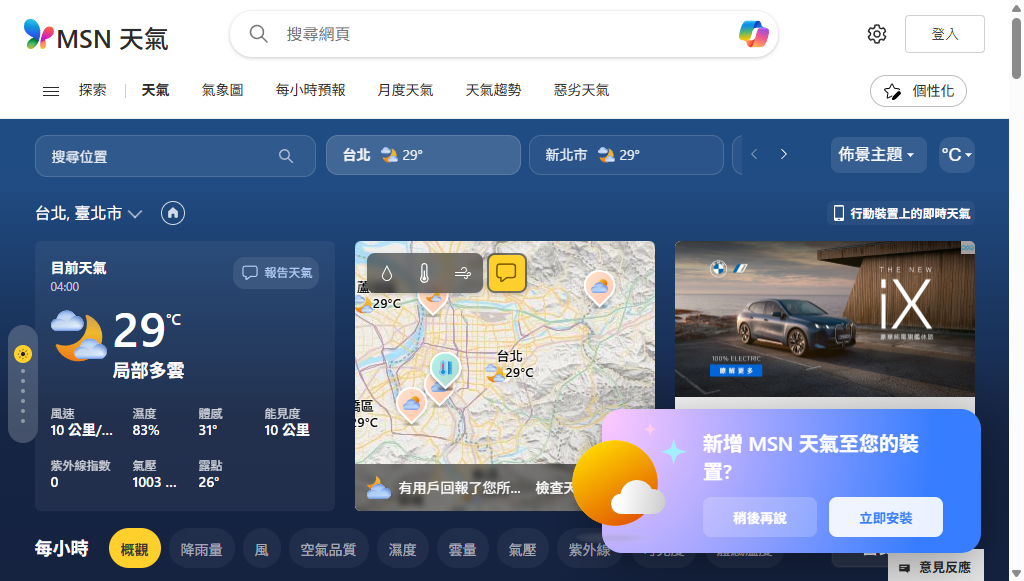 MSN 天氣
搜尋網頁
登入
探索
天氣
氣象圖
每小時預報
月度天氣
天氣趨勢
惡劣天氣
個性化
搜尋位置
台北 29°
新北市 29°
佈景主題
°C
台北, 臺北市
行動裝置上的即時天氣
目前天氣
04:00
報告天氣
29°C
局部多雲
風速
10 公里/...
濕度
83%
體感
31°
能見度
10 公里
紫外線指數
0
氣壓
1003 ...
露點
26°
蘆
29°C
台北
29°C
區
29°C
有用戶回報了您所...
檢查天
THE NEW
iX
豪華純電旗艦休旅
100% ELECTRIC
瞭解更多
新增 MSN 天氣至您的裝
置?
稍後再說
立即安裝
每小時
概觀
降雨量
風
空氣品質
濕度
雲量
氣壓
紫外線
意見反應